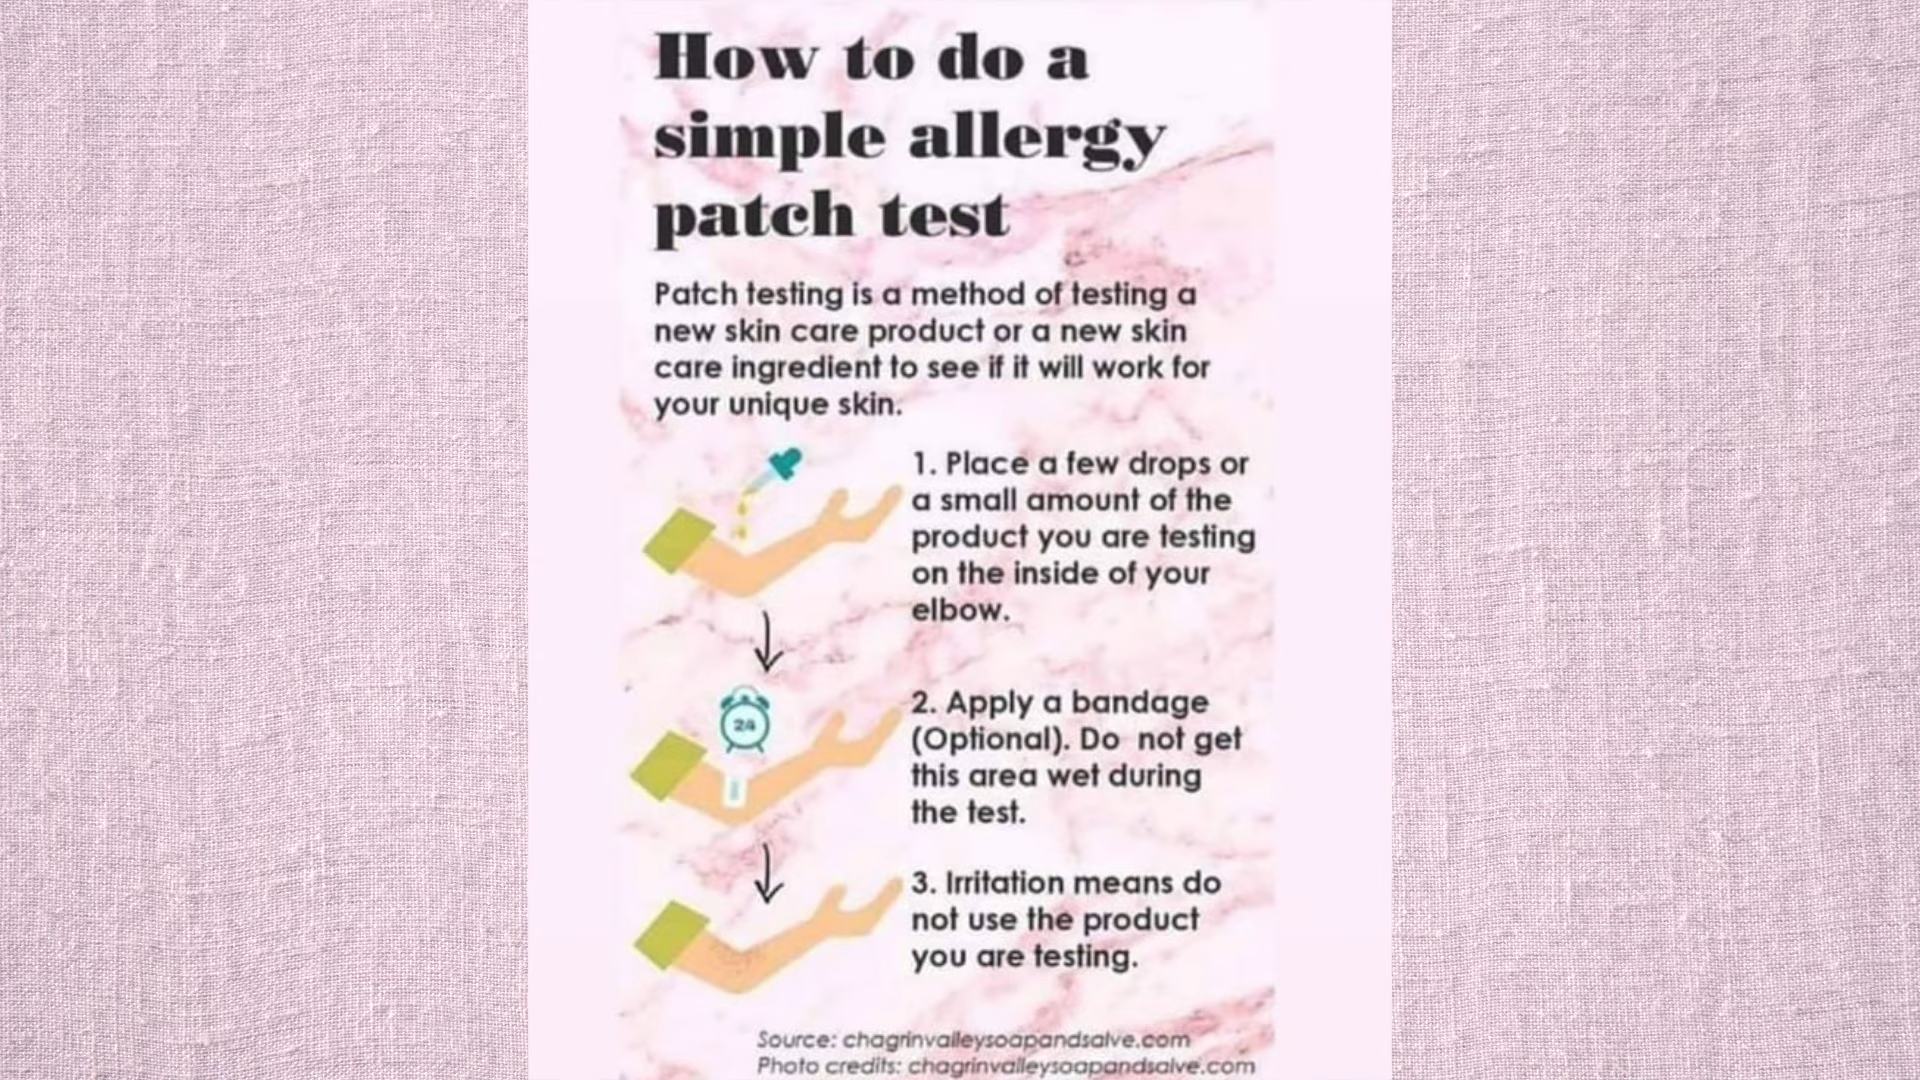 How to do a
simple allergy
patch test
Patch testing is a method of testing a
new skin care product or a new skin
care ingredient to see if it will work for
your unique skin.
1. Place a few drops or
a small amount of the
product you are testing
on the inside of your
elbow.
24
2. Apply a bandage
(Optional). Do  not get
this area wet during
the test.
3. Irritation means do
not use the product
you are testing.
Source: chagrinvalleysoapandsalve.com
Photo credits: chagrinvalleysoapandsalve.com